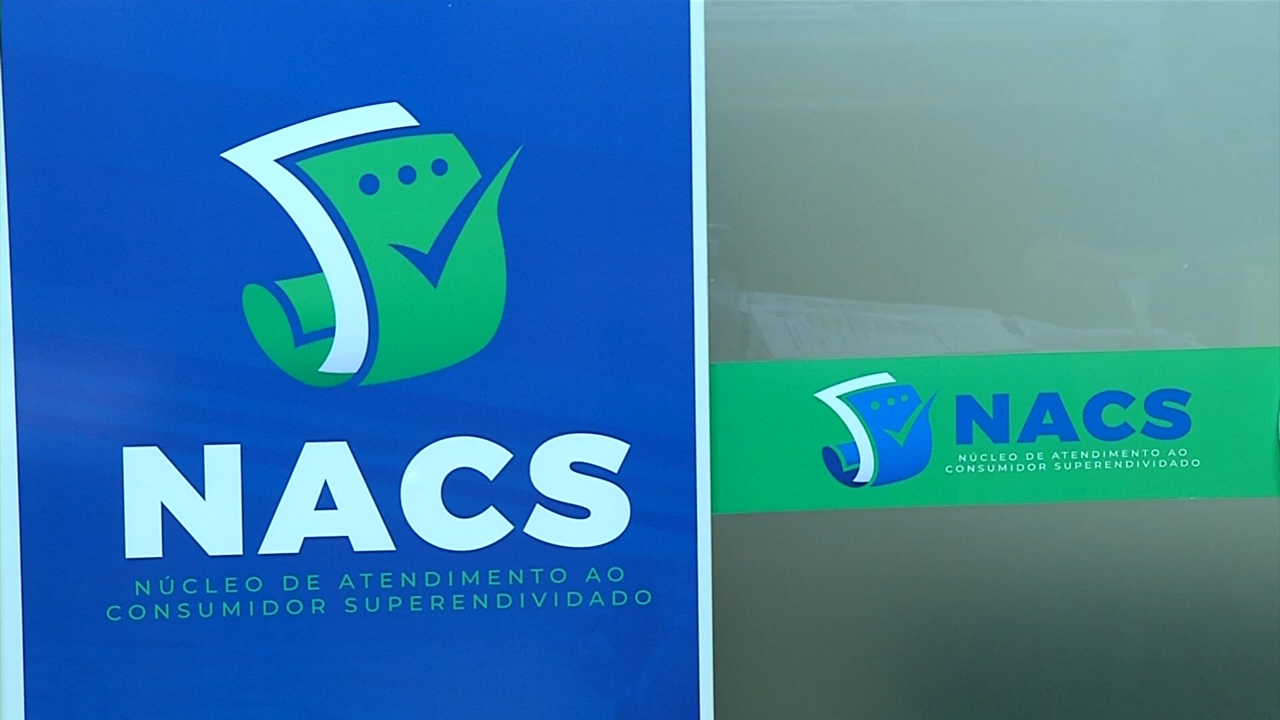 NACS
NÚCLEO DE ATENDIMENTO AO
CONSUMIDOR SUPERENDIVIDADO
NACS
NÚCLEO DE ATENDIMENTO AO
CONSUMIDOR SUPERENDIVIDADO